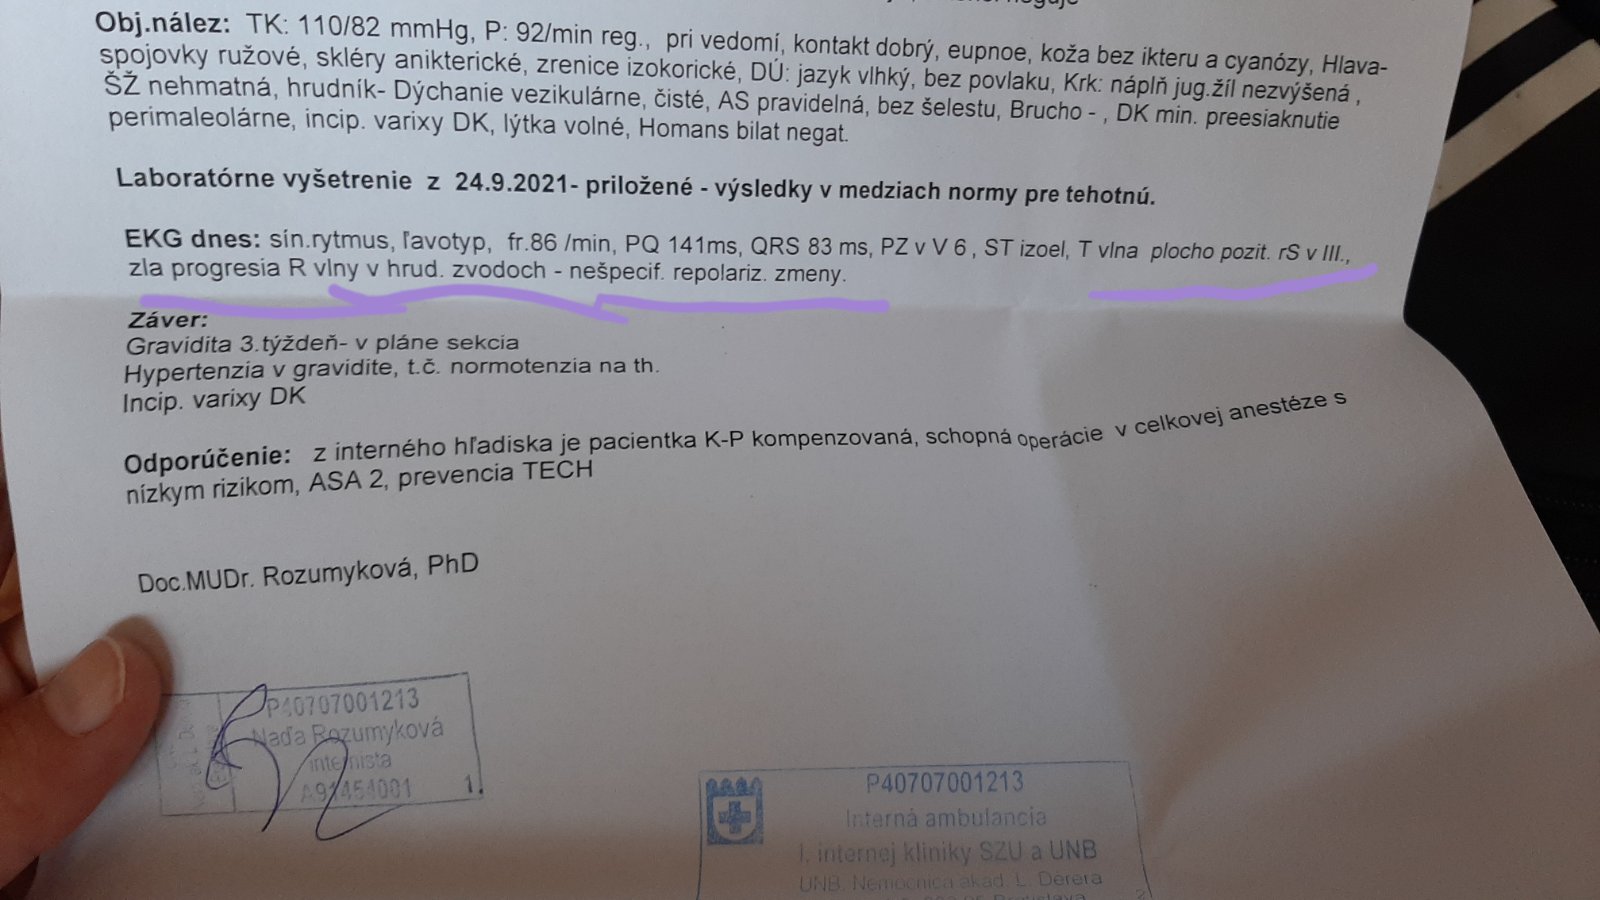 Obj.nález: TK: 110/82 mmHg, P: 92/min reg., pri vedomí, kontakt dobrý, eupnoe, koža bez ikteru a cyanózy, Hlava-
spojovky ružové, skléry anikterické, zrenice izokorické, DÚ: jazyk vlhký, bez povlaku, Krk: náplň jug.žíl nezvýšená ,
ŠŽ nehmatná, hrudník- Dýchanie vezikulárne, čisté, AS pravidelná, bez šelestu, Brucho - , DK min. preesiaknutie
perimaleolárne, incip. varixy DK, lýtka volné, Homans bilat negat.
Laboratórne vyšetrenie z 24.9.2021- priložené - výsledky v medziach normy pre tehotnú.
EKG dnes: sín.rytmus, ľavotyp, fr.86 /min, PQ 141ms, QRS 83 ms, PZ v V 6 , ST izoel, T vlna plocho pozit. rS v III.,
zla progresia R vlny v hrud. zvodoch - nešpecif. repolariz. zmeny.
Záver:
Gravidita 3.týždeň- v pláne sekcia
Hypertenzia v gravidite, t.č. normotenzia na th.
Incip. varixy DK
Odporúčenie: z interného hľadiska je pacientka K-P kompenzovaná, schopná operácie v celkovej anestéze s
nízkym rizikom, ASA 2, prevencia TECH
Doc.MUDr. Rozumyková, PhD
P40707001213
Naďa Rozumyková
internista
A91454001 1.
P40707001213
Interná ambulancia
I. internej kliniky SZU a UNB
UNB, Nemocnica akad. L. Dérera